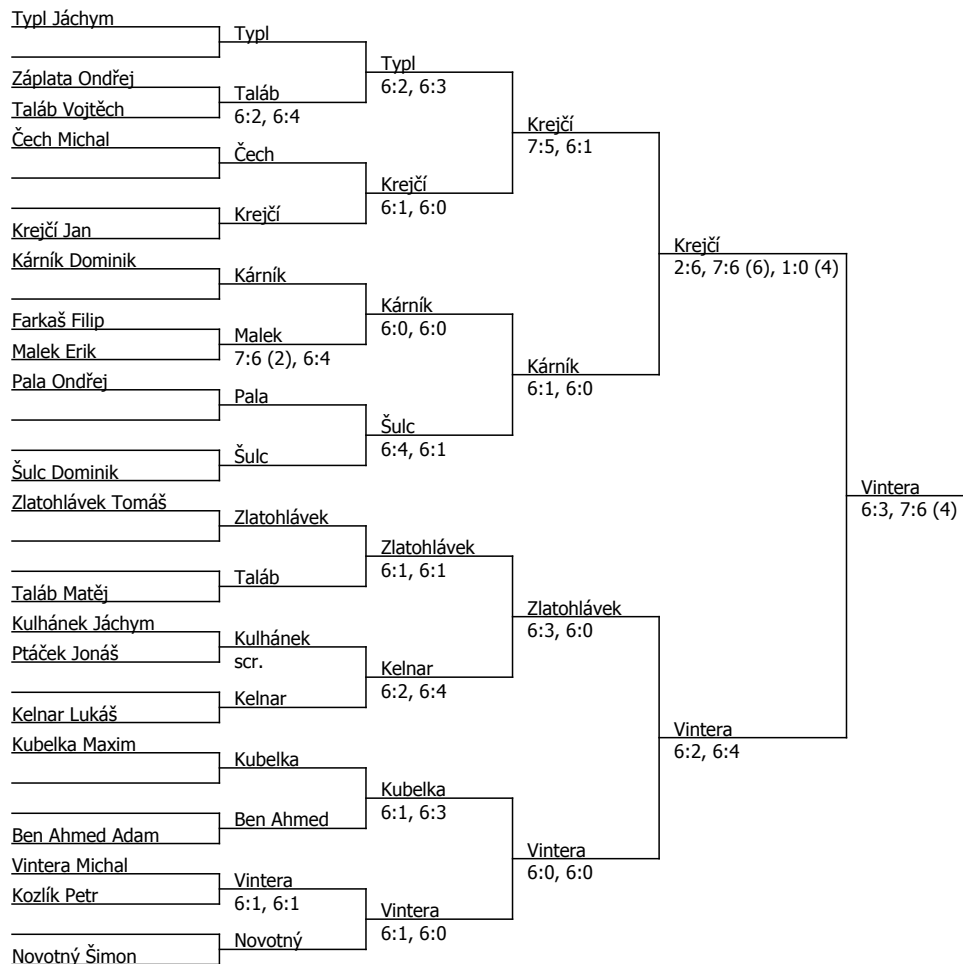 Typl Jáchym
Záplata Ondřej
Taláb Vojtěch
Čech Michal
Krejčí Jan
Kárník Dominik
Farkaš Filip
Malek Erik
Pala Ondřej
Šulc Dominik
Zlatohlávek Tomáš
Taláb Matěj
Kulhánek Jáchym
Ptáček Jonáš
Kelnar Lukáš
Kubelka Maxim
Ben Ahmed Adam
Vintera Michal
Kozlík Petr
Novotný Šimon
Typl
Taláb
6:2, 6:4
Čech
Krejčí
Kárník
Malek
7:6 (2), 6:4
Pala
Šulc
Zlatohlávek
Taláb
Kulhánek
scr.
Kelnar
Kubelka
Ben Ahmed
Vintera
6:1, 6:1
Novotný
Typl
6:2, 6:3
Krejčí
6:1, 6:0
Kárník
6:0, 6:0
Šulc
6:4, 6:1
Zlatohlávek
6:1, 6:1
Kelnar
6:2, 6:4
Kubelka
6:1, 6:3
Vintera
6:1, 6:0
Krejčí
7:5, 6:1
Kárník
6:1, 6:0
Zlatohlávek
6:3, 6:0
Vintera
6:0, 6:0
Krejčí
2:6, 7:6 (6), 1:0 (4)
Vintera
6:2, 6:4
Vintera
6:3, 7:6 (4)